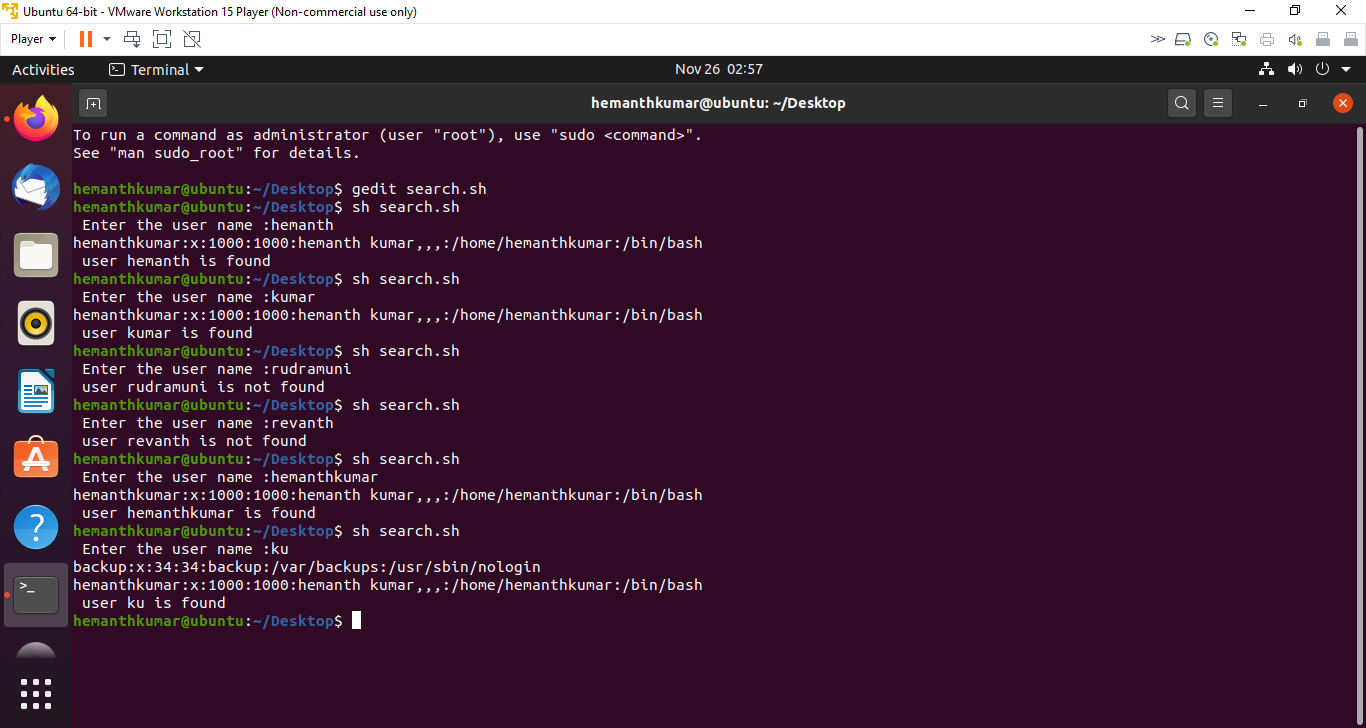 Ubuntu 64-bit - VMware Workstation 15 Player (Non-commercial use only)
Player
Activities
Terminal
Nov 26 02:57
hemanthkumar@ubuntu: ~/Desktop
To run a command as administrator (user "root"), use "sudo <command>".
See "man sudo_root" for details.
hemanthkumar@ubuntu:~/Desktop$ gedit search.sh
hemanthkumar@ubuntu:~/Desktop$ sh search.sh
Enter the user name :hemanth
hemanthkumar:x:1000:1000:hemanth kumar,,,:/home/hemanthkumar:/bin/bash
user hemanth is found
hemanthkumar@ubuntu:~/Desktop$ sh search.sh
Enter the user name :kumar
hemanthkumar:x:1000:1000:hemanth kumar,,,:/home/hemanthkumar:/bin/bash
user kumar is found
hemanthkumar@ubuntu:~/Desktop$ sh search.sh
Enter the user name :rudramuni
user rudramuni is not found
hemanthkumar@ubuntu:~/Desktop$ sh search.sh
Enter the user name :revanth
user revanth is not found
hemanthkumar@ubuntu:~/Desktop$ sh search.sh
Enter the user name :hemanthkumar
hemanthkumar:x:1000:1000:hemanth kumar,,,:/home/hemanthkumar:/bin/bash
user hemanthkumar is found
hemanthkumar@ubuntu:~/Desktop$ sh search.sh
Enter the user name :ku
backup:x:34:34:backup:/var/backups:/usr/sbin/nologin
hemanthkumar:x:1000:1000:hemanth kumar,,,:/home/hemanthkumar:/bin/bash
user ku is found
hemanthkumar@ubuntu:~/Desktop$